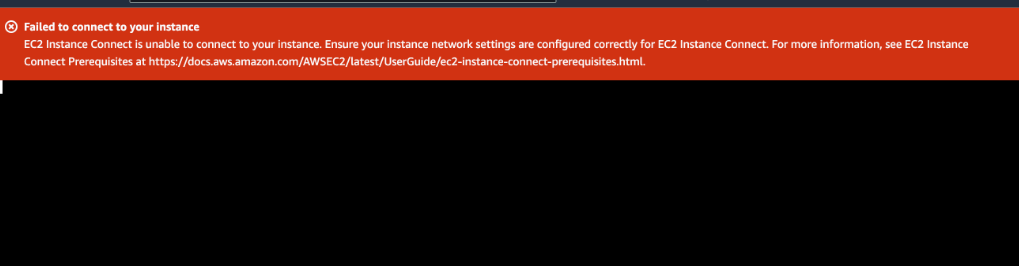 Failed to connect to your instance
EC2 Instance Connect is unable to connect to your instance. Ensure your instance network settings are configured correctly for EC2 Instance Connect. For more information, see EC2 Instance
Connect Prerequisites at https://docs.aws.amazon.com/AWSEC2/latest/UserGuide/ec2-instance-connect-prerequisites.html.